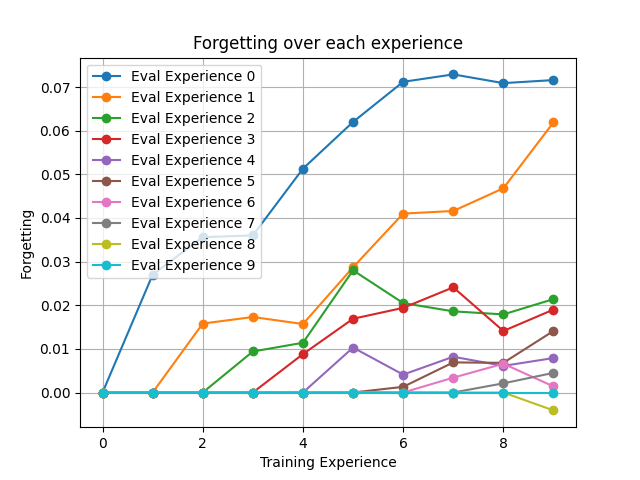 Forgetting over each experience
Eval Experience 0
Eval Experience 1
Eval Experience 2
Eval Experience 3
Eval Experience 4
Eval Experience 5
Eval Experience 6
Eval Experience 7
Eval Experience 8
Eval Experience 9
0.07
0.06
0.05
0.04
0.03
0.02
0.01
0.00
Forgetting
0 2 4 6 8
Training Experience